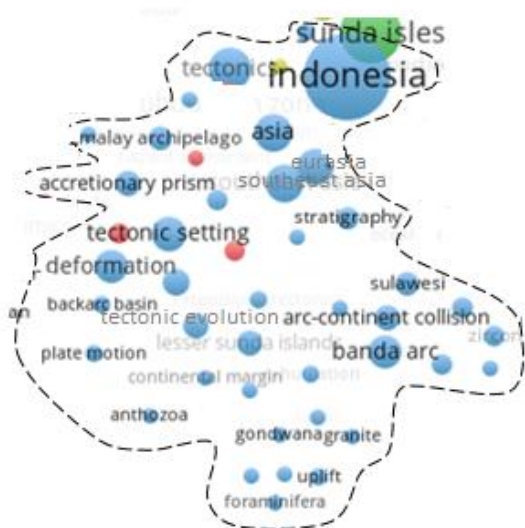 sunda isles
tectonics
indonesia
malay archipelago
asia
eurasia
accretionary prism
southeast asia
stratigraphy
tectonic setting
deformation
sulawesi
an
backarc basin
tectonic evolution
arc-continent collision
zircon
lesser sunda islands
plate motion
banda arc
continental margin
anthozoa
gondwana
granite
uplift
foraminifera